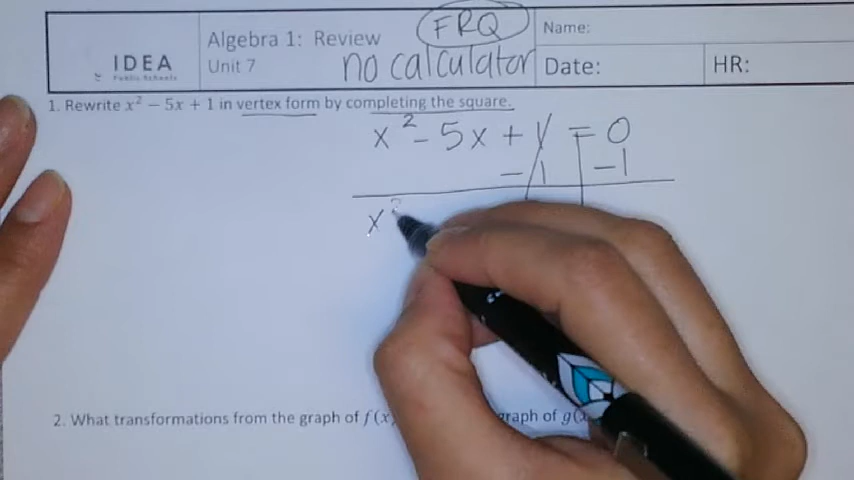 IDEA
Public Schools
Algebra 1: Review
Unit 7
FRQ
no calculator
Name:
Date:
HR:
1. Rewrite x² − 5x + 1 in vertex form by completing the square.
x² - 5x + 1 = 0
- 1 - 1
x²
2. What transformations from the graph of f(x graph of g(